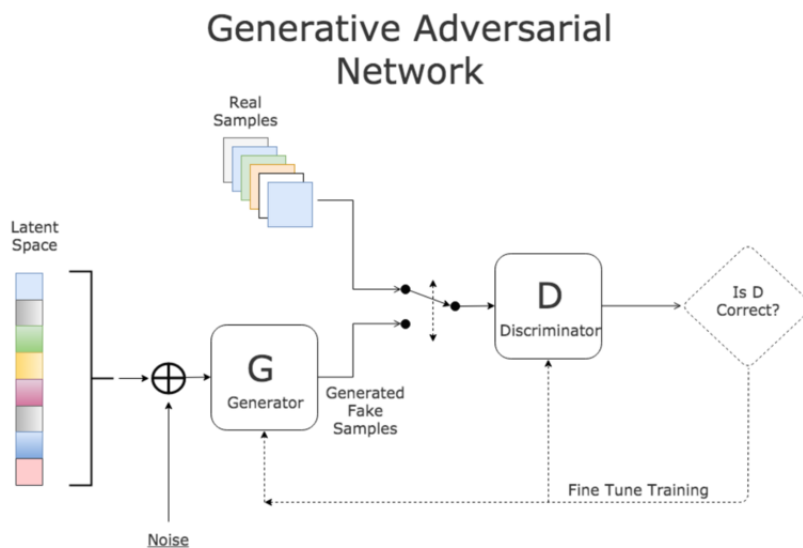 Generative Adversarial
Network
Real
Samples
Latent
Space
D
Discriminator
Is D
Correct?
G
Generator
Generated
Fake
Samples
Fine Tune Training
Noise